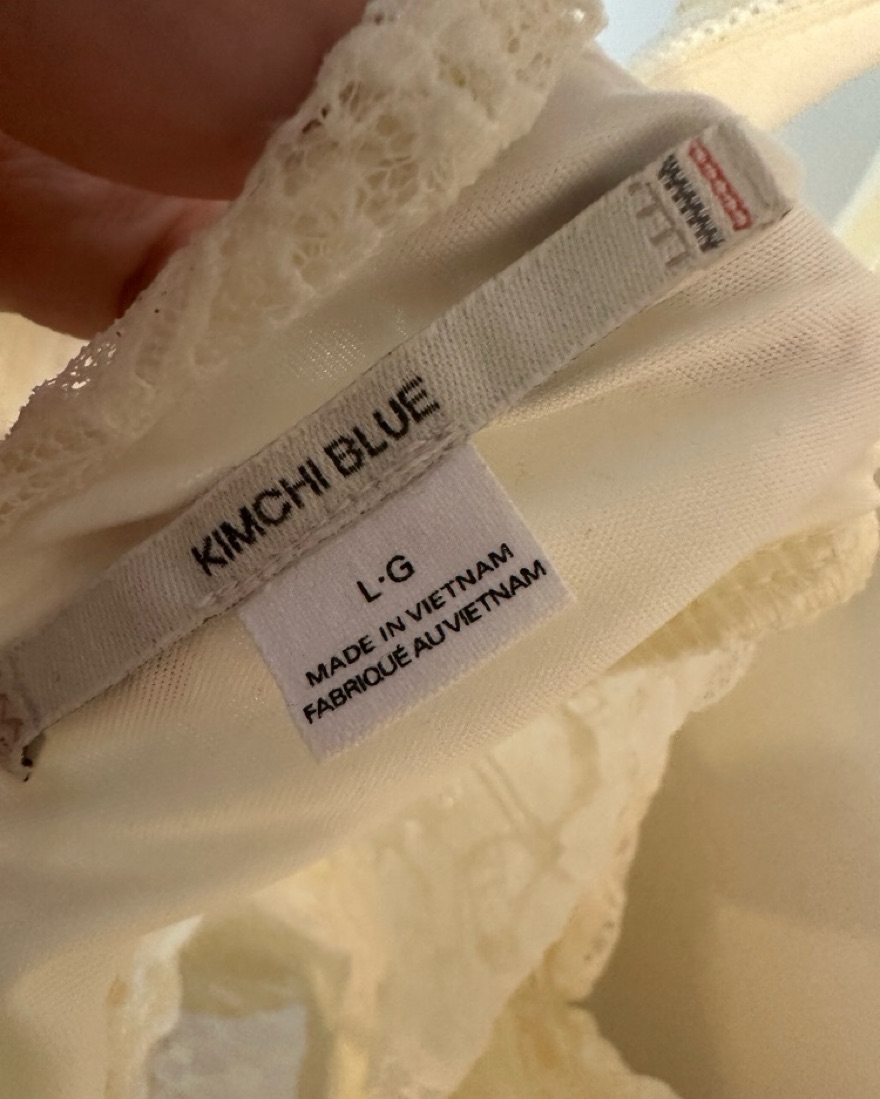 KIMCHI BLUE
L·G
MADE IN VIETNAM
FABRIQUÉ AU VIETNAM